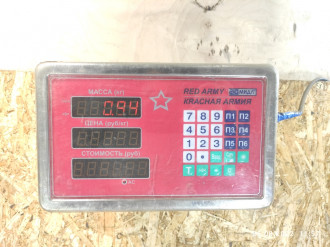 МАССА (кг)
0.94
ЦЕНА (руб/кг)
СТОИМОСТЬ (руб)
RED ARMY
КРАСНАЯ АРМИЯ
7 8 9 П1 П2
4 5 6 П3 П4
1 2 3 П5 П6
0
T